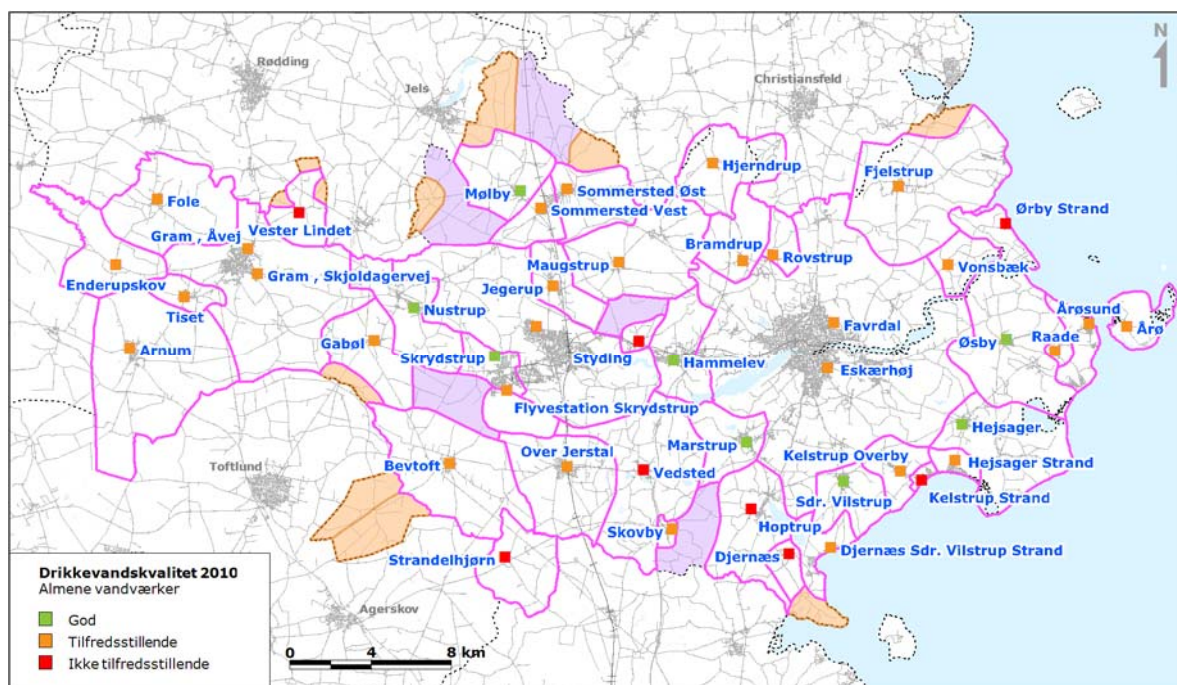 N
Rødding
Jels
Christiansfeld
Hjerndrup
Fjelstrup
Mølby
Sommersted Øst
Sommersted Vest
Fole
Vester Lindet
Ørby Strand
Gram , Åvej
Bramdrup
Rovstrup
Maugstrup
Vonsbæk
Gram , Skjoldagervej
Enderupskov
Jegerup
Tiset
Nustrup
Årøsund
Årø
Favrdal
Gabøl
Arnum
Skrydstrup
Styding
Hammelev
Øsby
Raade
Eskærhøj
Flyvestation Skrydstrup
Hejsager
Marstrup
Over Jerstal
Kelstrup Overby
Hejsager Strand
Toftlund
Bevtoft
Vedsted
Sdr. Vilstrup
Kelstrup Strand
Hoptrup
Skovby
Djernæs Sdr. Vilstrup Strand
Strandelhjørn
Djernæs
Agerskov
Drikkevandskvalitet 2010
Almene vandværker
God
Tilfredsstillende
Ikke tilfredsstillende
0 4 8 km